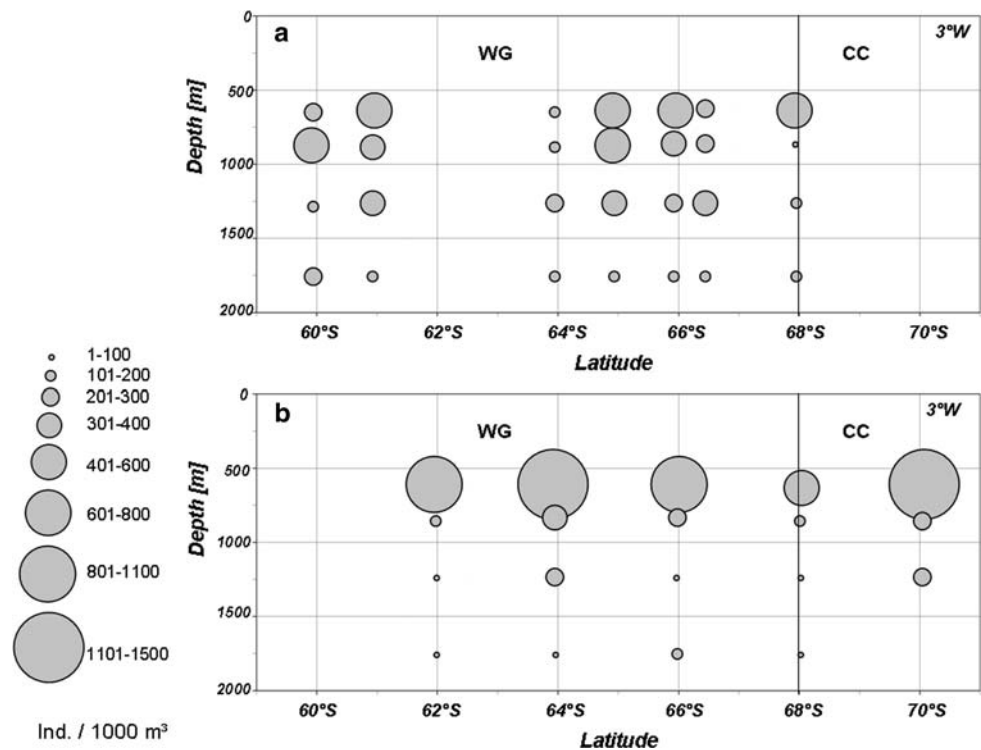 0
a
3°W
WG
CC
500
Depth [m]
1000
1500
2000
60°S 62°S 64°S 66°S 68°S 70°S
Latitude
1-100
101-200
201-300
301-400
401-600
601-800
801-1100
1101-1500
Ind. / 1000 m³
0
b
3°W
WG
CC
500
Depth [m]
1000
1500
2000
60°S 62°S 64°S 66°S 68°S 70°S
Latitude